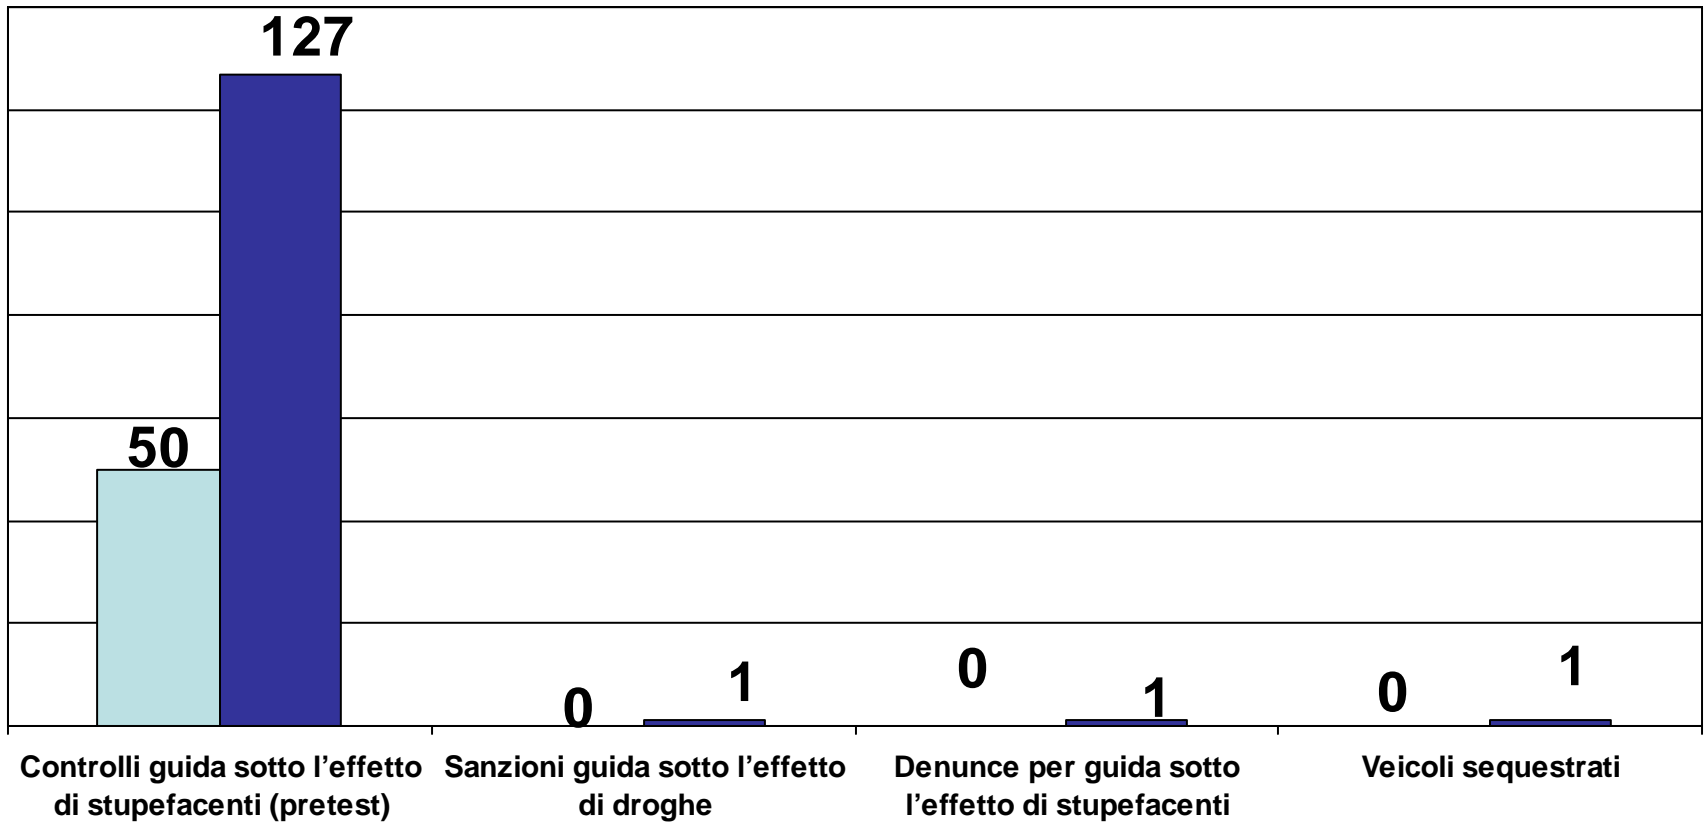 127
50
0
1
0
1
0
1
Controlli guida sotto l’effetto
di stupefacenti (pretest)
Sanzioni guida sotto l’effetto
di droghe
Denunce per guida sotto
l’effetto di stupefacenti
Veicoli sequestrati